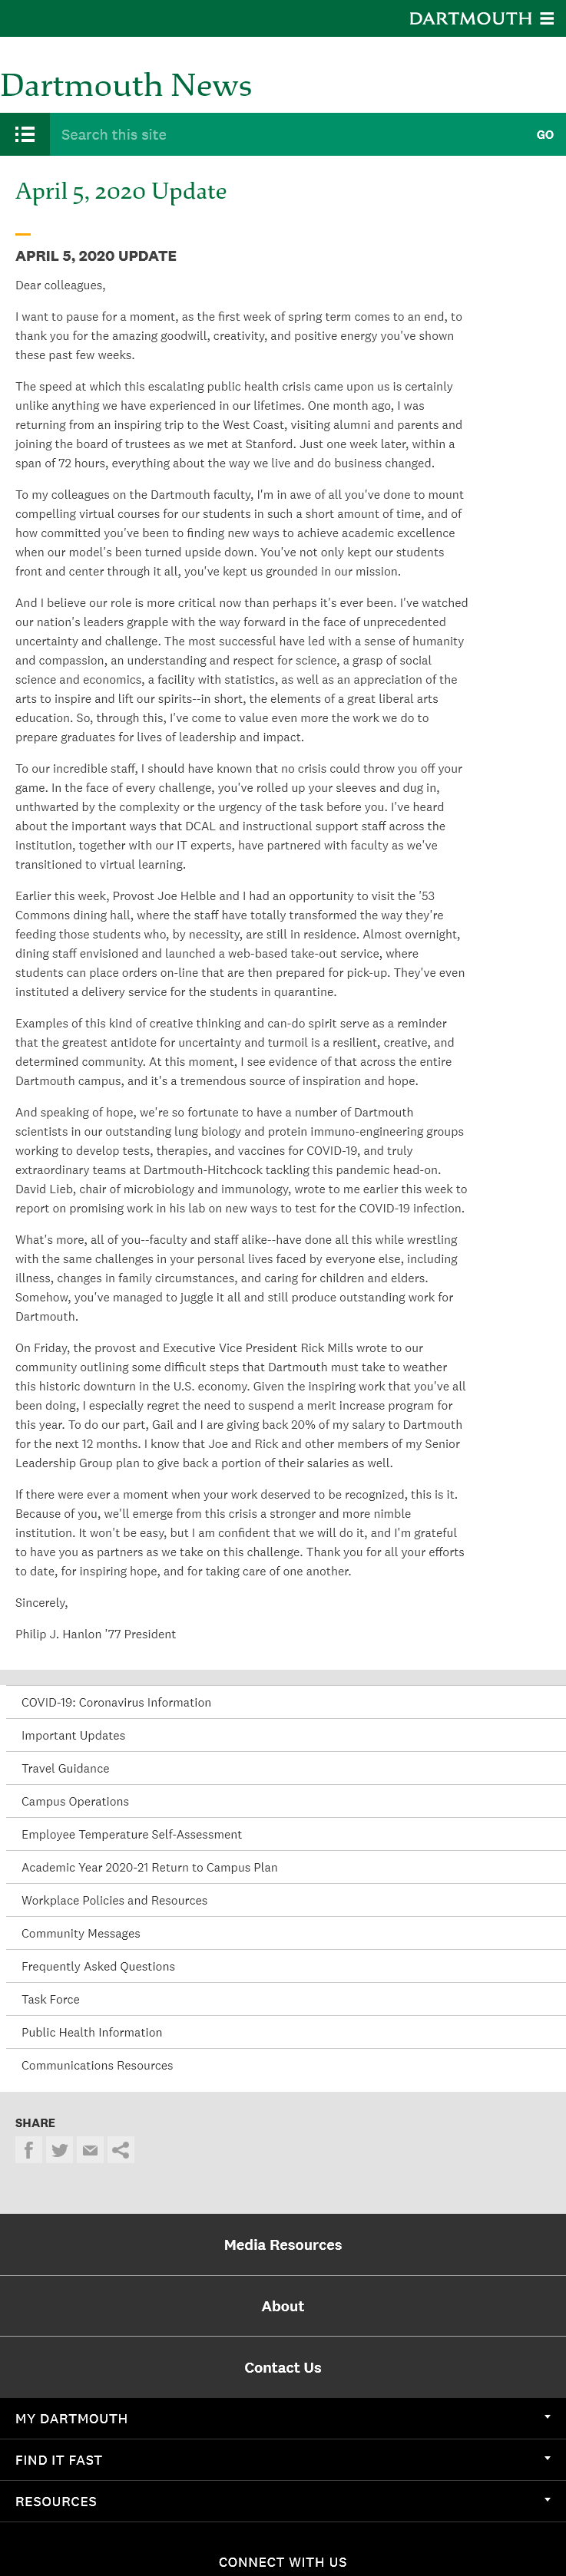 DARTMOUTH
Dartmouth News
Search this site
GO
April 5, 2020 Update
APRIL 5, 2020 UPDATE
Dear colleagues,
I want to pause for a moment, as the first week of spring term comes to an end, to
thank you for the amazing goodwill, creativity, and positive energy you've shown
these past few weeks.
The speed at which this escalating public health crisis came upon us is certainly
unlike anything we have experienced in our lifetimes. One month ago, I was
returning from an inspiring trip to the West Coast, visiting alumni and parents and
joining the board of trustees as we met at Stanford. Just one week later, within a
span of 72 hours, everything about the way we live and do business changed.
To my colleagues on the Dartmouth faculty, I'm in awe of all you've done to mount
compelling virtual courses for our students in such a short amount of time, and of
how committed you've been to finding new ways to achieve academic excellence
when our model's been turned upside down. You've not only kept our students
front and center through it all, you've kept us grounded in our mission.
And I believe our role is more critical now than perhaps it's ever been. I've watched
our nation's leaders grapple with the way forward in the face of unprecedented
uncertainty and challenge. The most successful have led with a sense of humanity
and compassion, an understanding and respect for science, a grasp of social
science and economics, a facility with statistics, as well as an appreciation of the
arts to inspire and lift our spirits--in short, the elements of a great liberal arts
education. So, through this, I've come to value even more the work we do to
prepare graduates for lives of leadership and impact.
To our incredible staff, I should have known that no crisis could throw you off your
game. In the face of every challenge, you've rolled up your sleeves and dug in,
unthwarted by the complexity or the urgency of the task before you. I've heard
about the important ways that DCAL and instructional support staff across the
institution, together with our IT experts, have partnered with faculty as we've
transitioned to virtual learning.
Earlier this week, Provost Joe Helble and I had an opportunity to visit the '53
Commons dining hall, where the staff have totally transformed the way they're
feeding those students who, by necessity, are still in residence. Almost overnight,
dining staff envisioned and launched a web-based take-out service, where
students can place orders on-line that are then prepared for pick-up. They've even
instituted a delivery service for the students in quarantine.
Examples of this kind of creative thinking and can-do spirit serve as a reminder
that the greatest antidote for uncertainty and turmoil is a resilient, creative, and
determined community. At this moment, I see evidence of that across the entire
Dartmouth campus, and it's a tremendous source of inspiration and hope.
And speaking of hope, we're so fortunate to have a number of Dartmouth
scientists in our outstanding lung biology and protein immuno-engineering groups
working to develop tests, therapies, and vaccines for COVID-19, and truly
extraordinary teams at Dartmouth-Hitchcock tackling this pandemic head-on.
David Lieb, chair of microbiology and immunology, wrote to me earlier this week to
report on promising work in his lab on new ways to test for the COVID-19 infection.
What's more, all of you--faculty and staff alike--have done all this while wrestling
with the same challenges in your personal lives faced by everyone else, including
illness, changes in family circumstances, and caring for children and elders.
Somehow, you've managed to juggle it all and still produce outstanding work for
Dartmouth.
On Friday, the provost and Executive Vice President Rick Mills wrote to our
community outlining some difficult steps that Dartmouth must take to weather
this historic downturn in the U.S. economy. Given the inspiring work that you've all
been doing, I especially regret the need to suspend a merit increase program for
this year. To do our part, Gail and I are giving back 20% of my salary to Dartmouth
for the next 12 months. I know that Joe and Rick and other members of my Senior
Leadership Group plan to give back a portion of their salaries as well.
If there were ever a moment when your work deserved to be recognized, this is it.
Because of you, we'll emerge from this crisis a stronger and more nimble
institution. It won't be easy, but I am confident that we will do it, and I'm grateful
to have you as partners as we take on this challenge. Thank you for all your efforts
to date, for inspiring hope, and for taking care of one another.
Sincerely,
Philip J. Hanlon '77 President
COVID-19: Coronavirus Information
Important Updates
Travel Guidance
Campus Operations
Employee Temperature Self-Assessment
Academic Year 2020-21 Return to Campus Plan
Workplace Policies and Resources
Community Messages
Frequently Asked Questions
Task Force
Public Health Information
Communications Resources
SHARE
Media Resources
About
Contact Us
MY DARTMOUTH
FIND IT FAST
RESOURCES
CONNECT WITH US